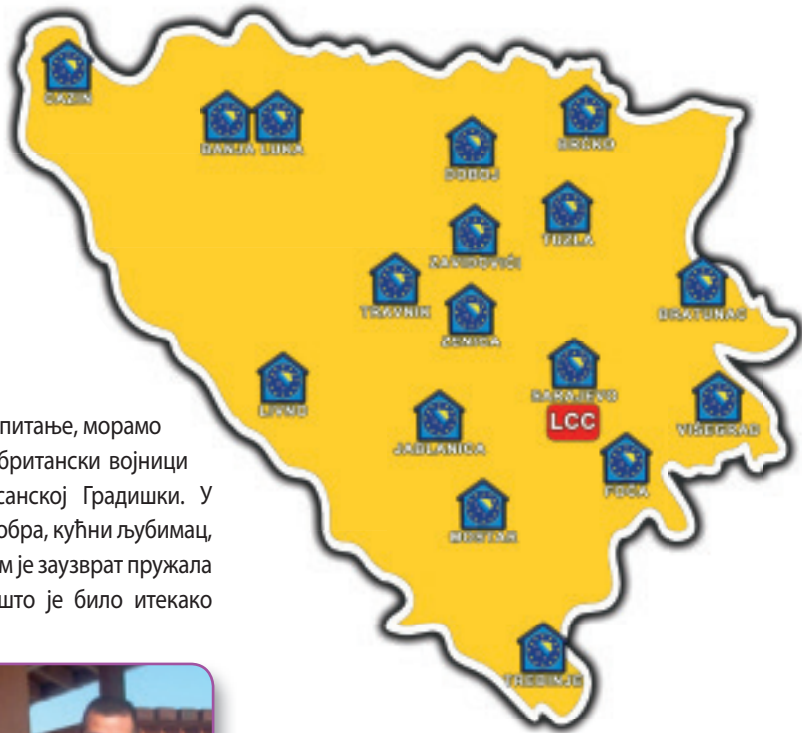 CAZIN
BANJA LUKA
BRČKO
DOBOJ
TUZLA
ZAVIDOVIĆI
TRAVNIK
BRATUNAC
ZENICA
LIVNO
SARAJEVO
LCC
VIŠEGRAD
JABLANICA
FOČA
MOSTAR
TREBINJE
питање, морамо
британски војници
санској Градишки. У
обра, кућни љубимац,
м је заузврат пружала
што је било итекако